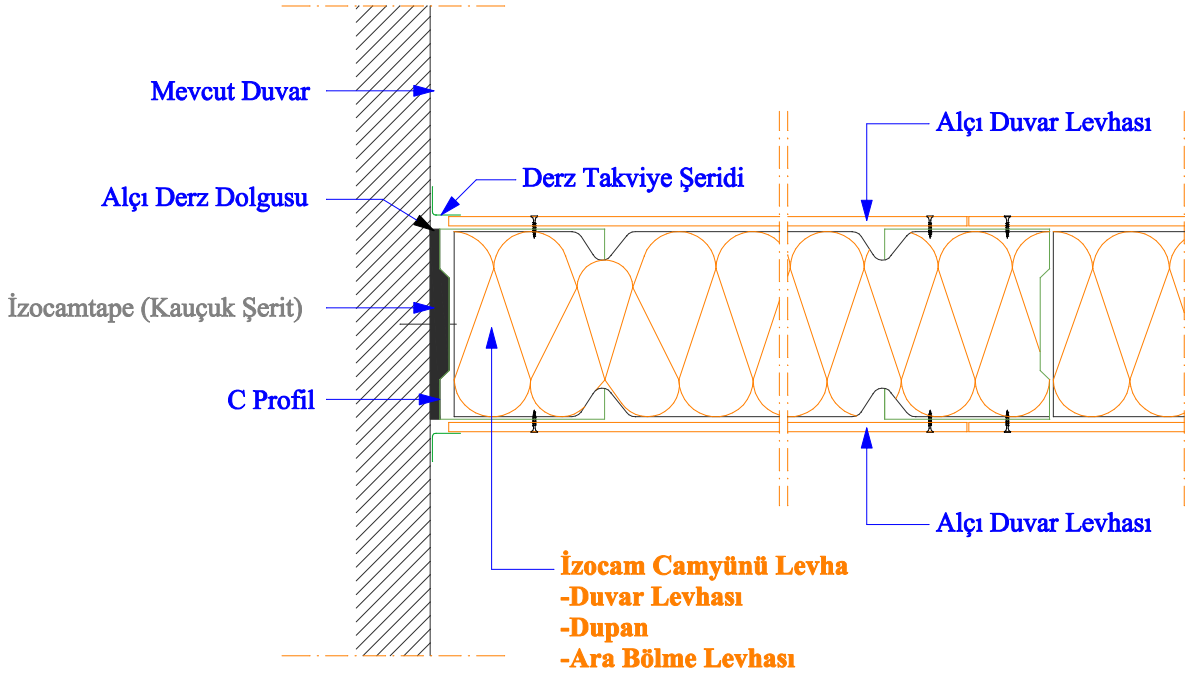 Mevcut Duvar
Alçı Duvar Levhası
Derz Takviye Şeridi
Alçı Derz Dolgusu
İzocamtape (Kauçuk Şerit)
C Profil
Alçı Duvar Levhası
İzocam Camyünü Levha
-Duvar Levhası
-Dupan
-Ara Bölme Levhası